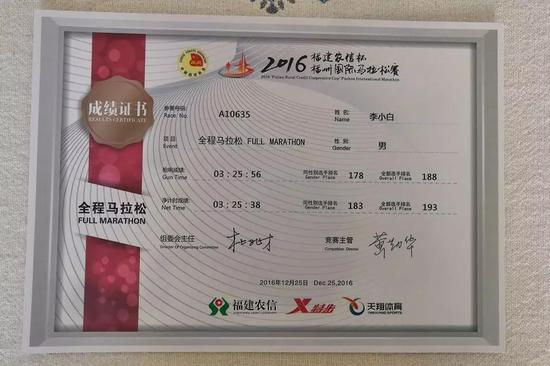 2016 福建农信杯
福州国际马拉松赛
2016 "Fujian Rural Credit Cooperatives Cup" Fuzhou International Marathon
成绩证书
RESULTS CERTIFICATE
参赛号码 Race. No. A10635 姓名 Name 李小白
项目 Event 全程马拉松 FULL MARATHON 性别 Gender 男
枪响成绩 Gun Time 03:25:56 同性别选手排名 Gender Place 178 全部选手排名 Overall Place 188
净计时成绩 Net Time 03:25:38 同性别选手排名 Gender Place 183 全部选手排名 Overall Place 193
全程马拉松
FULL MARATHON
组委会主任
Director Of Organizing Committee
竞赛主管
Competition Director
2016年12月25日 Dec 25,2016
福建农信 X特步 天翔体育
TIANXIANG SPORTS